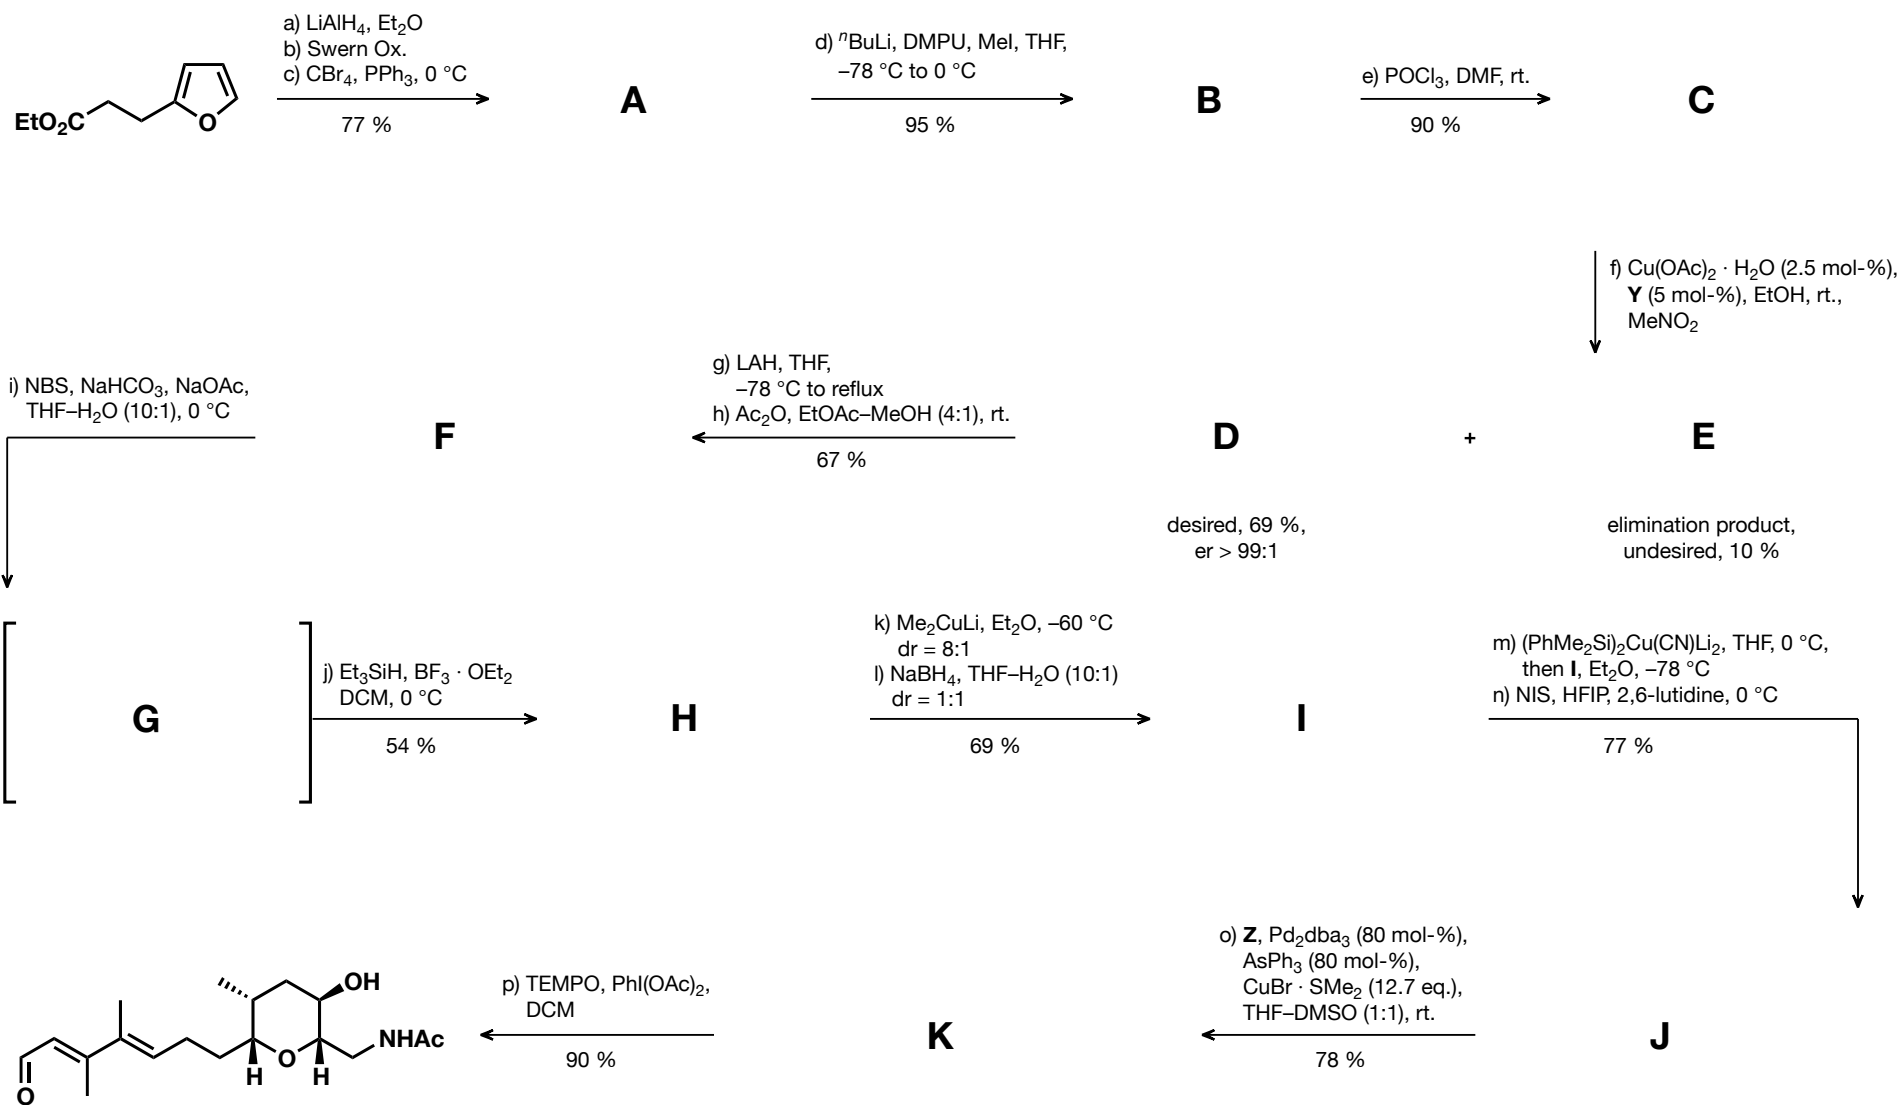 a) LiAlH4, Et2O
b) Swern Ox.
c) CBr4, PPh3, 0 °C
77 %
EtO2C
O
A
d) nBuLi, DMPU, MeI, THF,
–78 °C to 0 °C
95 %
B
e) POCl3, DMF, rt.
90 %
C
f) Cu(OAc)2 · H2O (2.5 mol-%),
Y (5 mol-%), EtOH, rt.,
MeNO2
D
+
E
desired, 69 %,
er > 99:1
elimination product,
undesired, 10 %
g) LAH, THF,
–78 °C to reflux
h) Ac2O, EtOAc–MeOH (4:1), rt.
67 %
F
i) NBS, NaHCO3, NaOAc,
THF–H2O (10:1), 0 °C
G
j) Et3SiH, BF3 · OEt2
DCM, 0 °C
54 %
H
k) Me2CuLi, Et2O, –60 °C
dr = 8:1
l) NaBH4, THF–H2O (10:1)
dr = 1:1
69 %
I
m) (PhMe2Si)2Cu(CN)Li2, THF, 0 °C,
then I, Et2O, –78 °C
n) NIS, HFIP, 2,6-lutidine, 0 °C
77 %
J
o) Z, Pd2dba3 (80 mol-%),
AsPh3 (80 mol-%),
CuBr · SMe2 (12.7 eq.),
THF–DMSO (1:1), rt.
78 %
K
p) TEMPO, PhI(OAc)2,
DCM
90 %
OH
NHAc
O
H
H
O